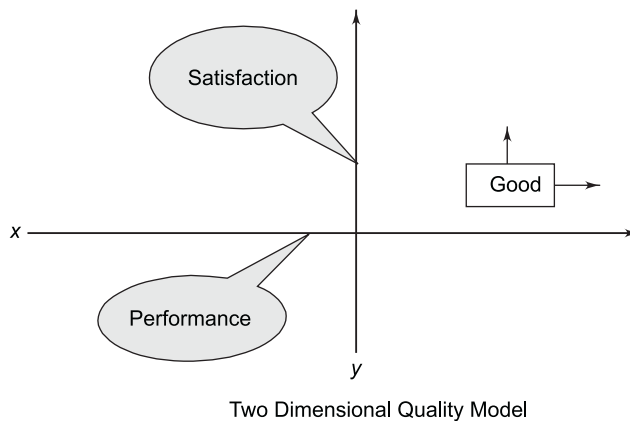 Satisfaction
Good
x
Performance
y
Two Dimensional Quality Model